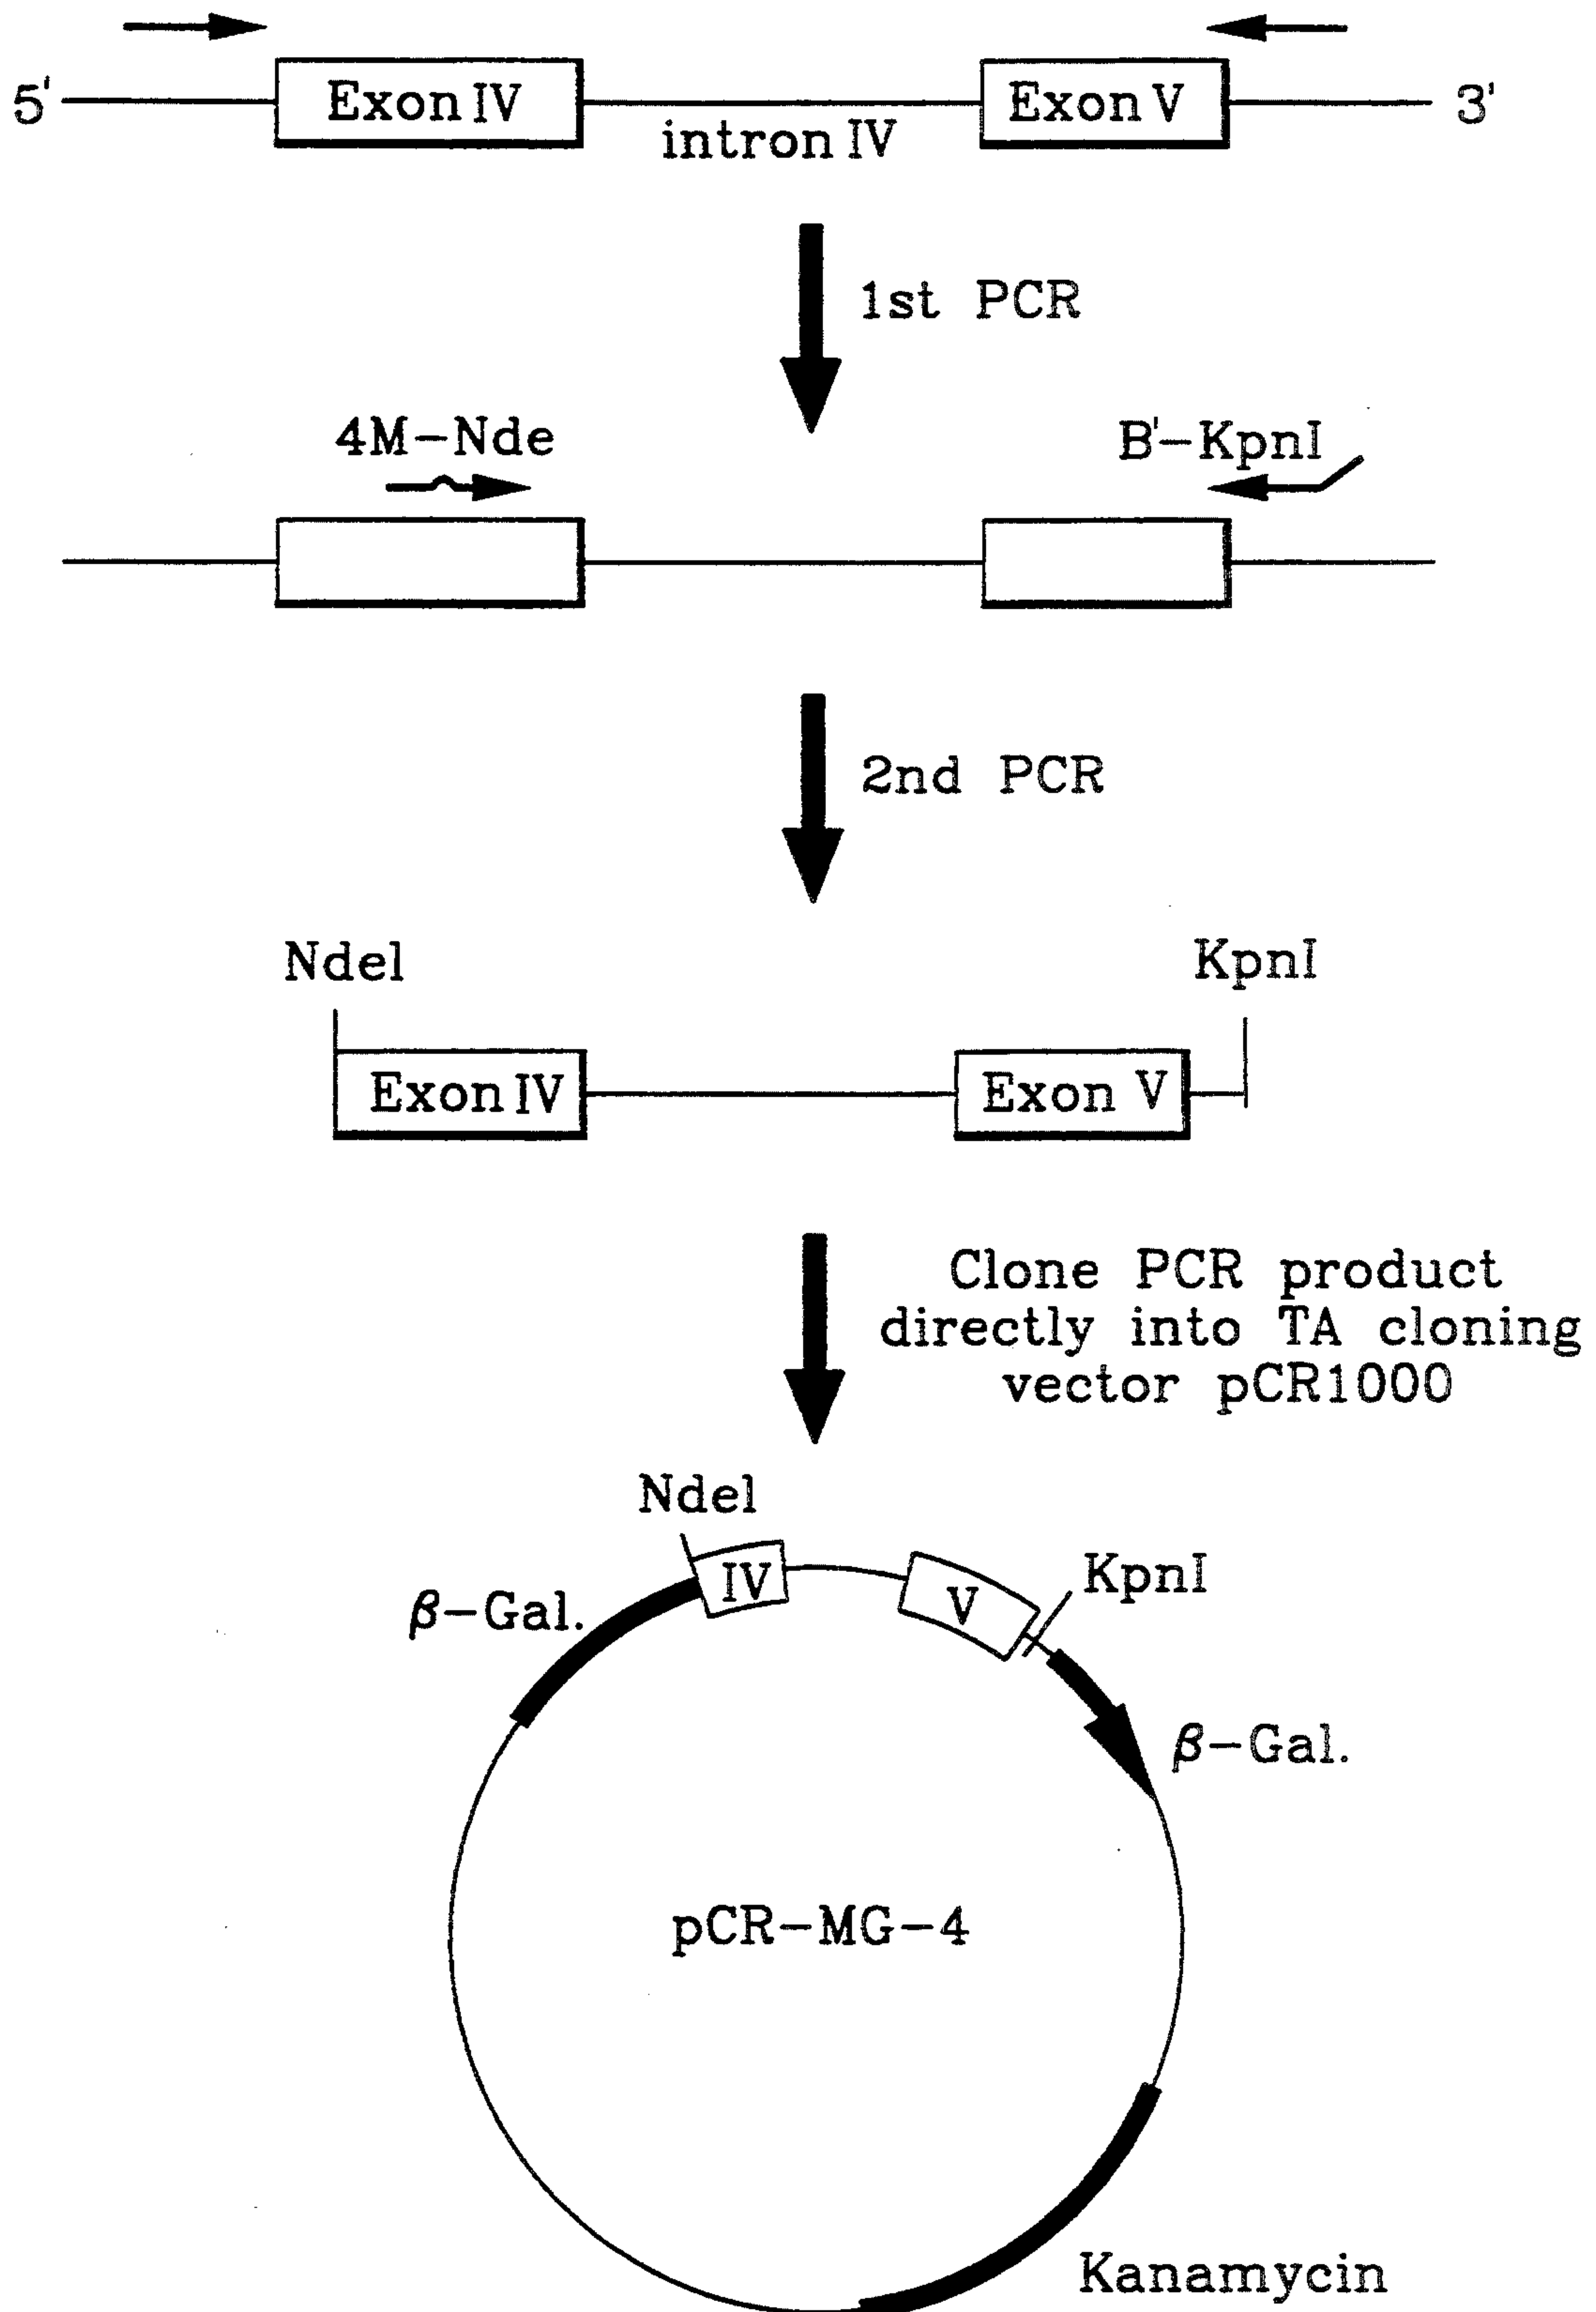 5' Exon IV intron IV Exon V 3'
1st PCR
4M-Nde B'-KpnI
2nd PCR
NdeI KpnI
Exon IV Exon V
Clone PCR product
directly into TA cloning
vector pCR1000
NdeI
IV
V
KpnI
β-Gal.
β-Gal.
pCR-MG-4
Kanamycin